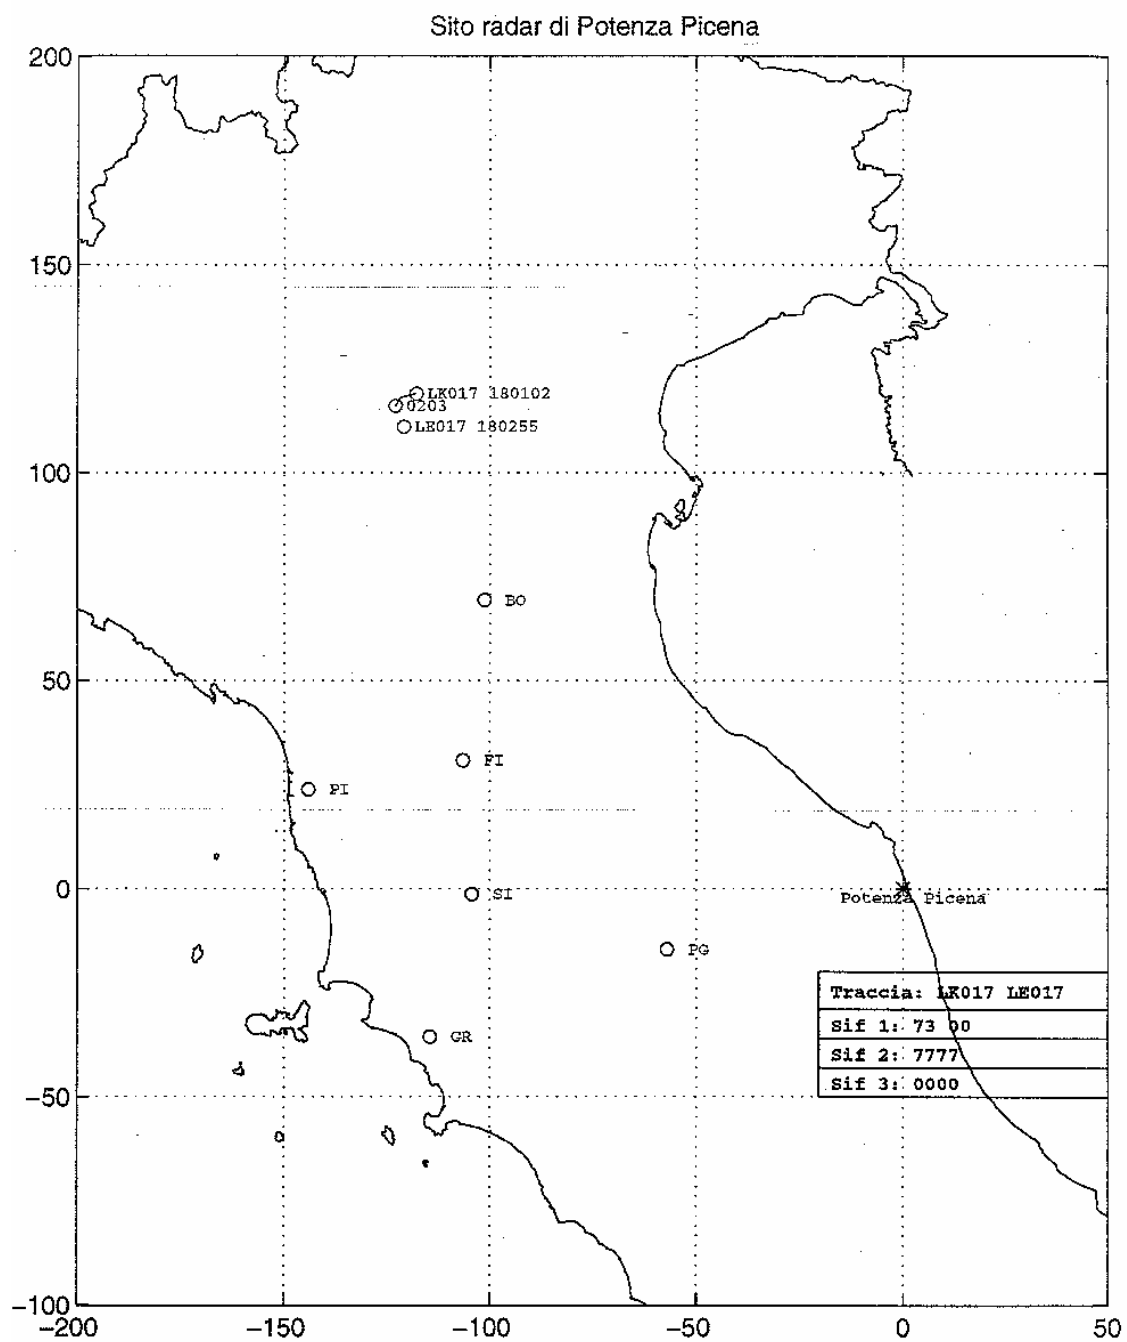 Sito radar di Potenza Picena
200
150
LK017 180102
0203
LE017 180255
100
BO
50
FI
PI
0
SI
Potenza Picena
PG
Traccia: LK017 LE017
Sif 1: 73 00
GR
Sif 2: 7777
Sif 3: 0000
−50
−100
−200 −150 −100 −50 0 50